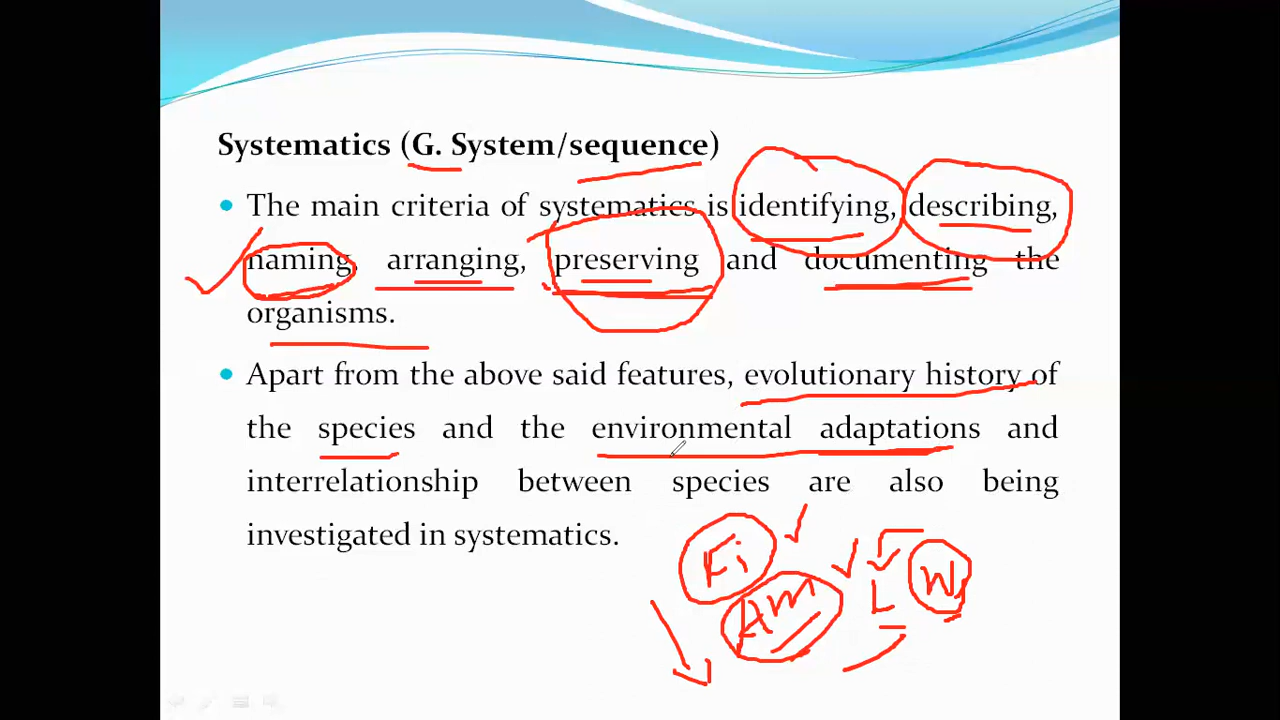 Systematics (G. System/sequence)
• The main criteria of systematics is identifying, describing,
naming, arranging, preserving and documenting the
organisms.
• Apart from the above said features, evolutionary history of
the species and the environmental adaptations and
interrelationship between species are also being
investigated in systematics.
Fi
Am
L W